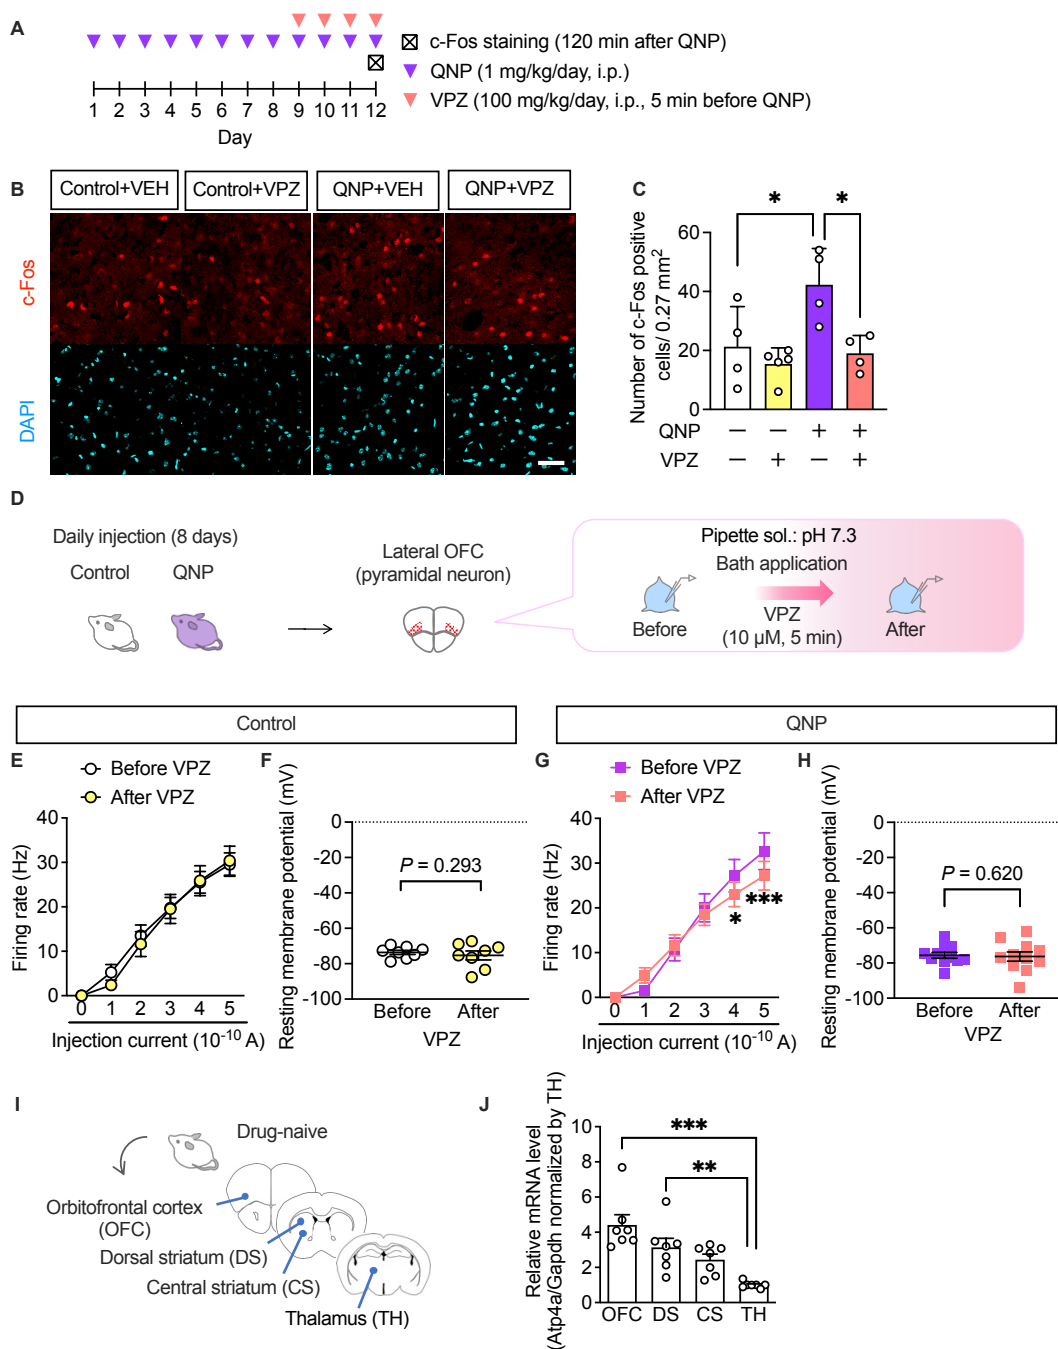 A
c-Fos staining (120 min after QNP)
QNP (1 mg/kg/day, i.p.)
VPZ (100 mg/kg/day, i.p., 5 min before QNP)
1 2 3 4 5 6 7 8 9 10 11 12
Day
B
Control+VEH Control+VPZ QNP+VEH QNP+VPZ
c-Fos
DAPI
C
* *
Number of c-Fos positive
cells/ 0.27 mm²
60
40
20
0
QNP − − + +
VPZ − + − +
D
Daily injection (8 days)
Control QNP
Lateral OFC
(pyramidal neuron)
Pipette sol.: pH 7.3
Bath application
Before
VPZ
(10 µM, 5 min)
After
Control
QNP
E
Before VPZ
After VPZ
Firing rate (Hz)
40
30
20
10
0
0 1 2 3 4 5
Injection current (10⁻¹⁰ A)
F
Resting membrane potential (mV)
0
-20
-40
-60
-80
-100
P = 0.293
Before After
VPZ
G
Before VPZ
After VPZ
Firing rate (Hz)
40
30
20
10
0
* ***
0 1 2 3 4 5
Injection current (10⁻¹⁰ A)
H
Resting membrane potential (mV)
0
-20
-40
-60
-80
-100
P = 0.620
Before After
VPZ
I
Drug-naive
Orbitofrontal cortex
(OFC)
Dorsal striatum (DS)
Central striatum (CS)
Thalamus (TH)
J
Relative mRNA level
(Atp4a/Gapdh normalized by TH)
10
8
6
4
2
0
***
**
OFC DS CS TH